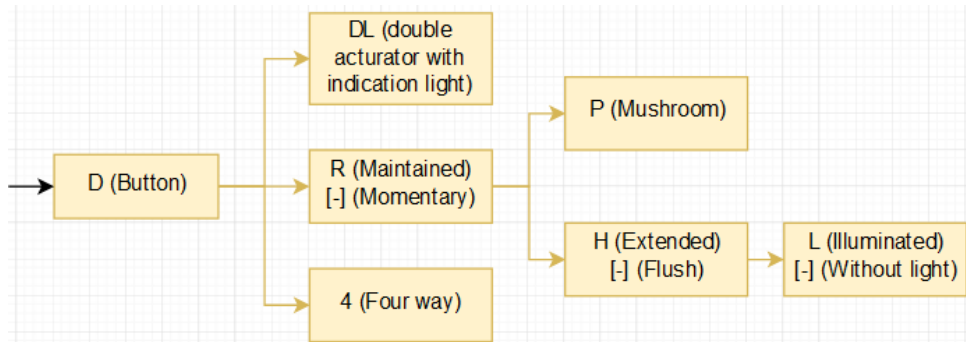 DL (double
acturator with
indication light)
P (Mushroom)
D (Button)
R (Maintained)
[-] (Momentary)
H (Extended)
[-] (Flush)
L (Illuminated)
[-] (Without light)
4 (Four way)